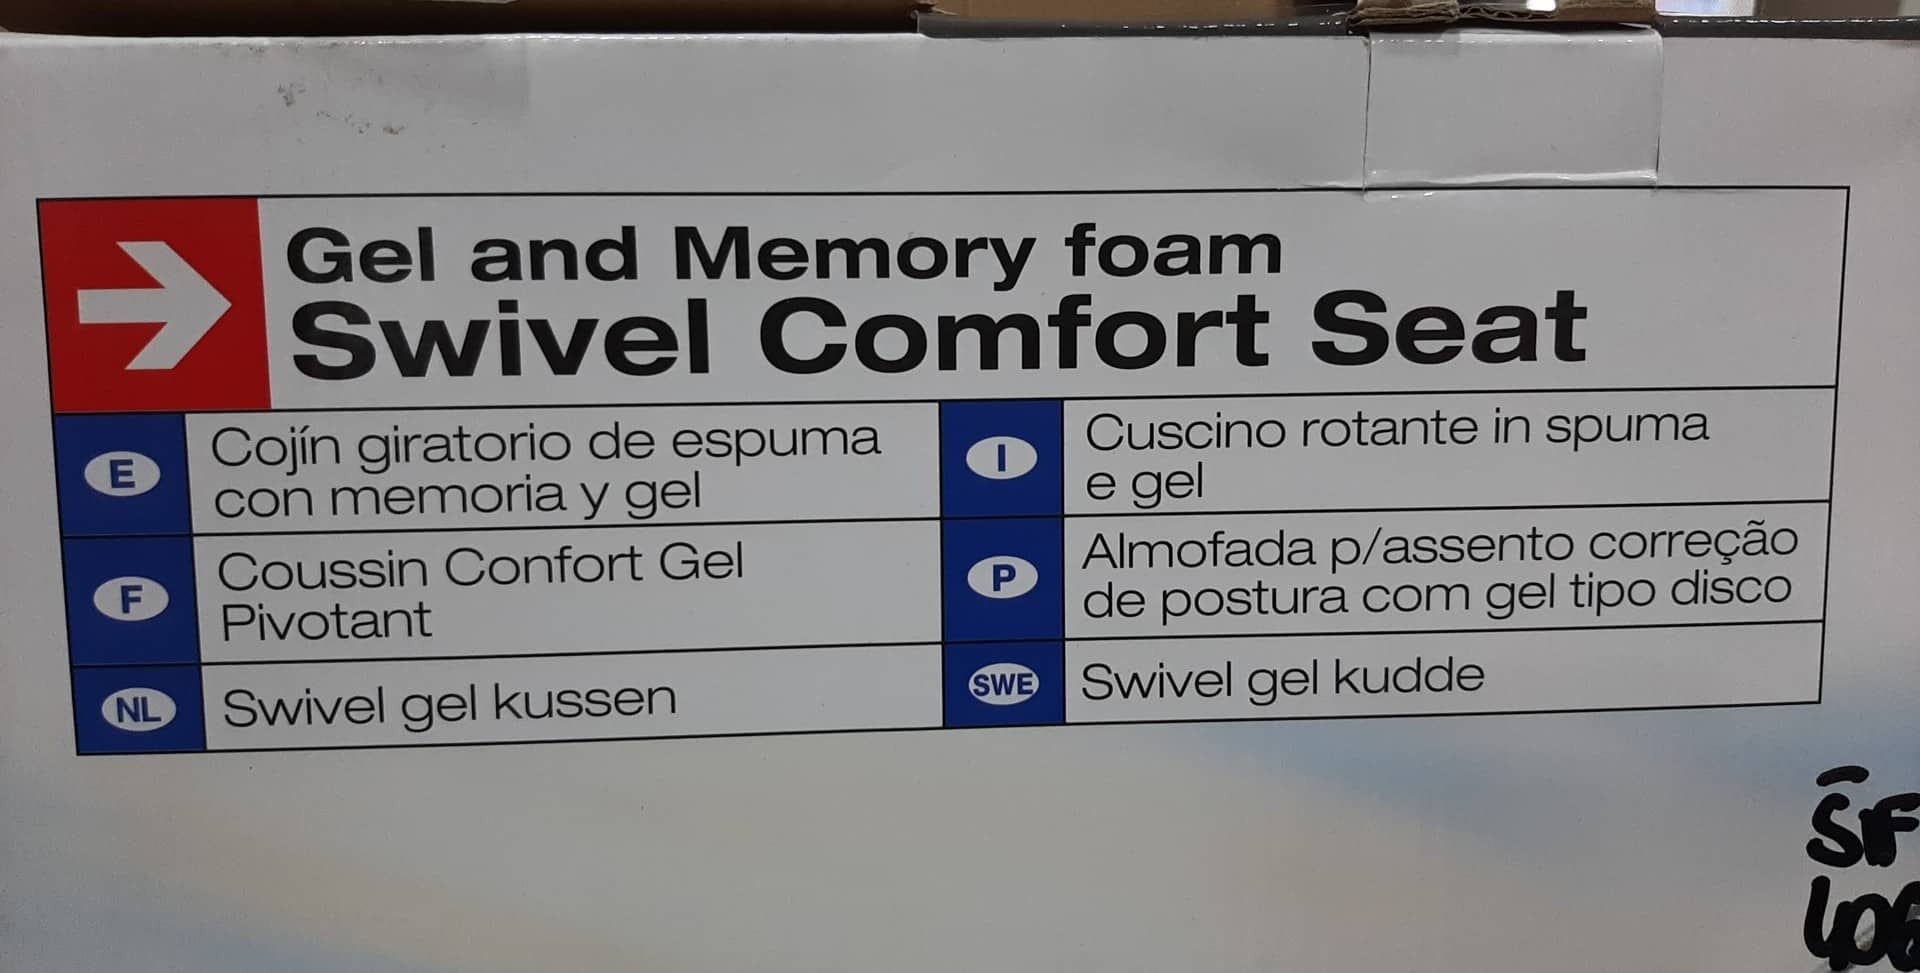 Gel and Memory foam
Swivel Comfort Seat
E
Cojín giratorio de espuma
con memoria y gel
I
Cuscino rotante in spuma
e gel
F
Coussin Confort Gel
Pivotant
P
Almofada p/assento correção
de postura com gel tipo disco
NL
Swivel gel kussen
SWE
Swivel gel kudde